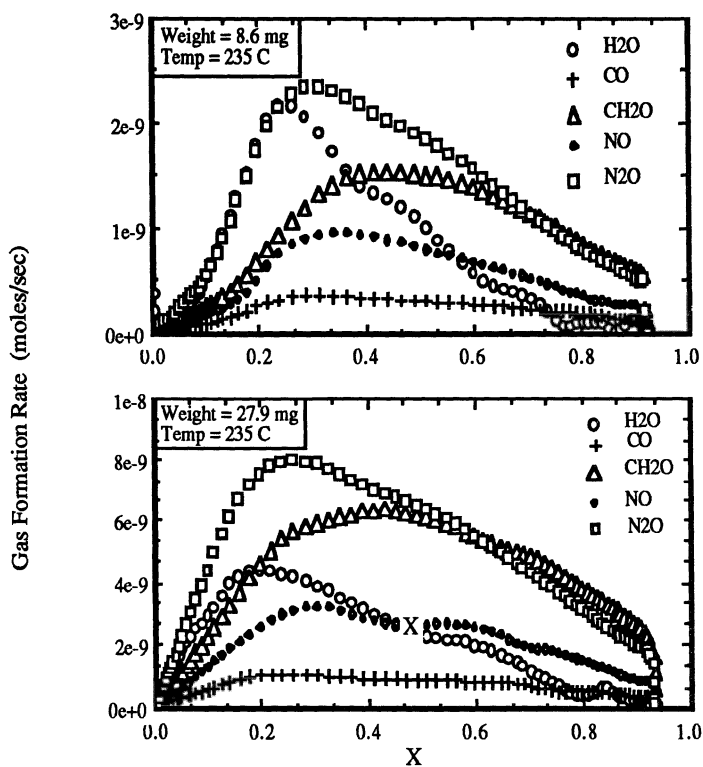 3e-9
Weight = 8.6 mg
Temp = 235 C
H2O
CO
2e-9
CH2O
NO
N2O
1e-9
0e+0
0.0 0.2 0.4 0.6 0.8 1.0
Gas Formation Rate (moles/sec)
1e-8
Weight = 27.9 mg
Temp = 235 C
H2O
CO
8e-9
CH2O
NO
6e-9
N2O
4e-9
X
2e-9
0e+0
0.0 0.2 0.4 0.6 0.8 1.0
X